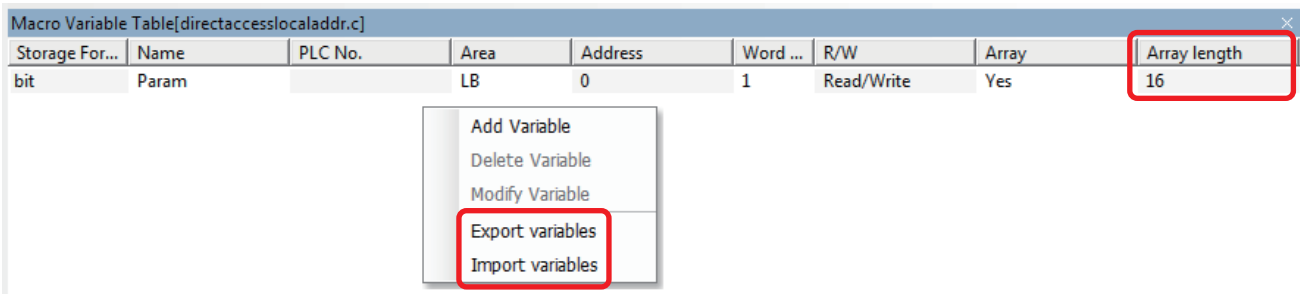 Macro Variable Table[directaccesslocaladdr.c]
Storage For... Name PLC No. Area Address Word ... R/W Array Array length
bit Param LB 0 1 Read/Write Yes 16
Add Variable
Delete Variable
Modify Variable
Export variables
Import variables